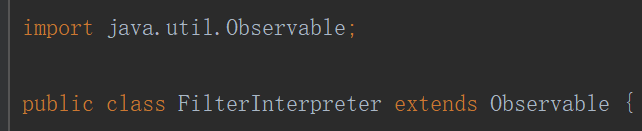 import java.util.Observable;
public class FilterInterpreter extends Observable {